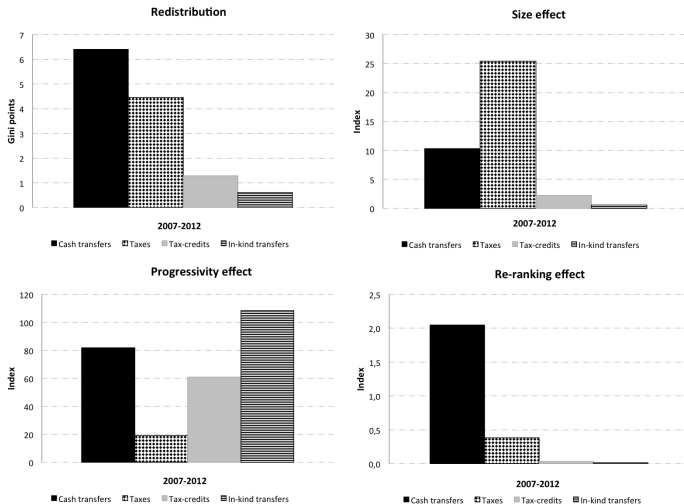 Redistribution
7
6
5
4
3
2
1
0
Gini points
2007-2012
Cash transfers Taxes Tax-credits In-kind transfers
Size effect
30
25
20
15
10
5
0
Index
2007-2012
Cash transfers Taxes Tax-credits In-kind transfers
Progressivity effect
120
100
80
60
40
20
0
Index
2007-2012
Cash transfers Taxes Tax-credits In-kind transfers
Re-ranking effect
2,5
2,0
1,5
1,0
0,5
0,0
Index
2007-2012
Cash transfers Taxes Tax-credits In-kind transfers